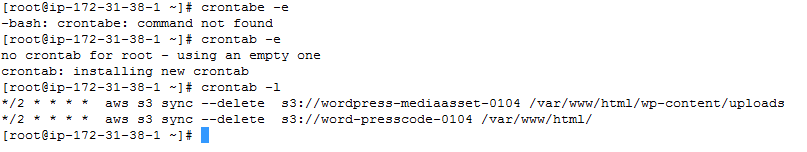 [root@ip-172-31-38-1 ~]# crontabe -e
-bash: crontabe: command not found
[root@ip-172-31-38-1 ~]# crontab -e
no crontab for root - using an empty one
crontab: installing new crontab
[root@ip-172-31-38-1 ~]# crontab -l
*/2 * * * *  aws s3 sync --delete  s3://wordpress-mediaasset-0104 /var/www/html/wp-content/uploads
*/2 * * * *  aws s3 sync --delete  s3://word-presscode-0104 /var/www/html/
[root@ip-172-31-38-1 ~]#